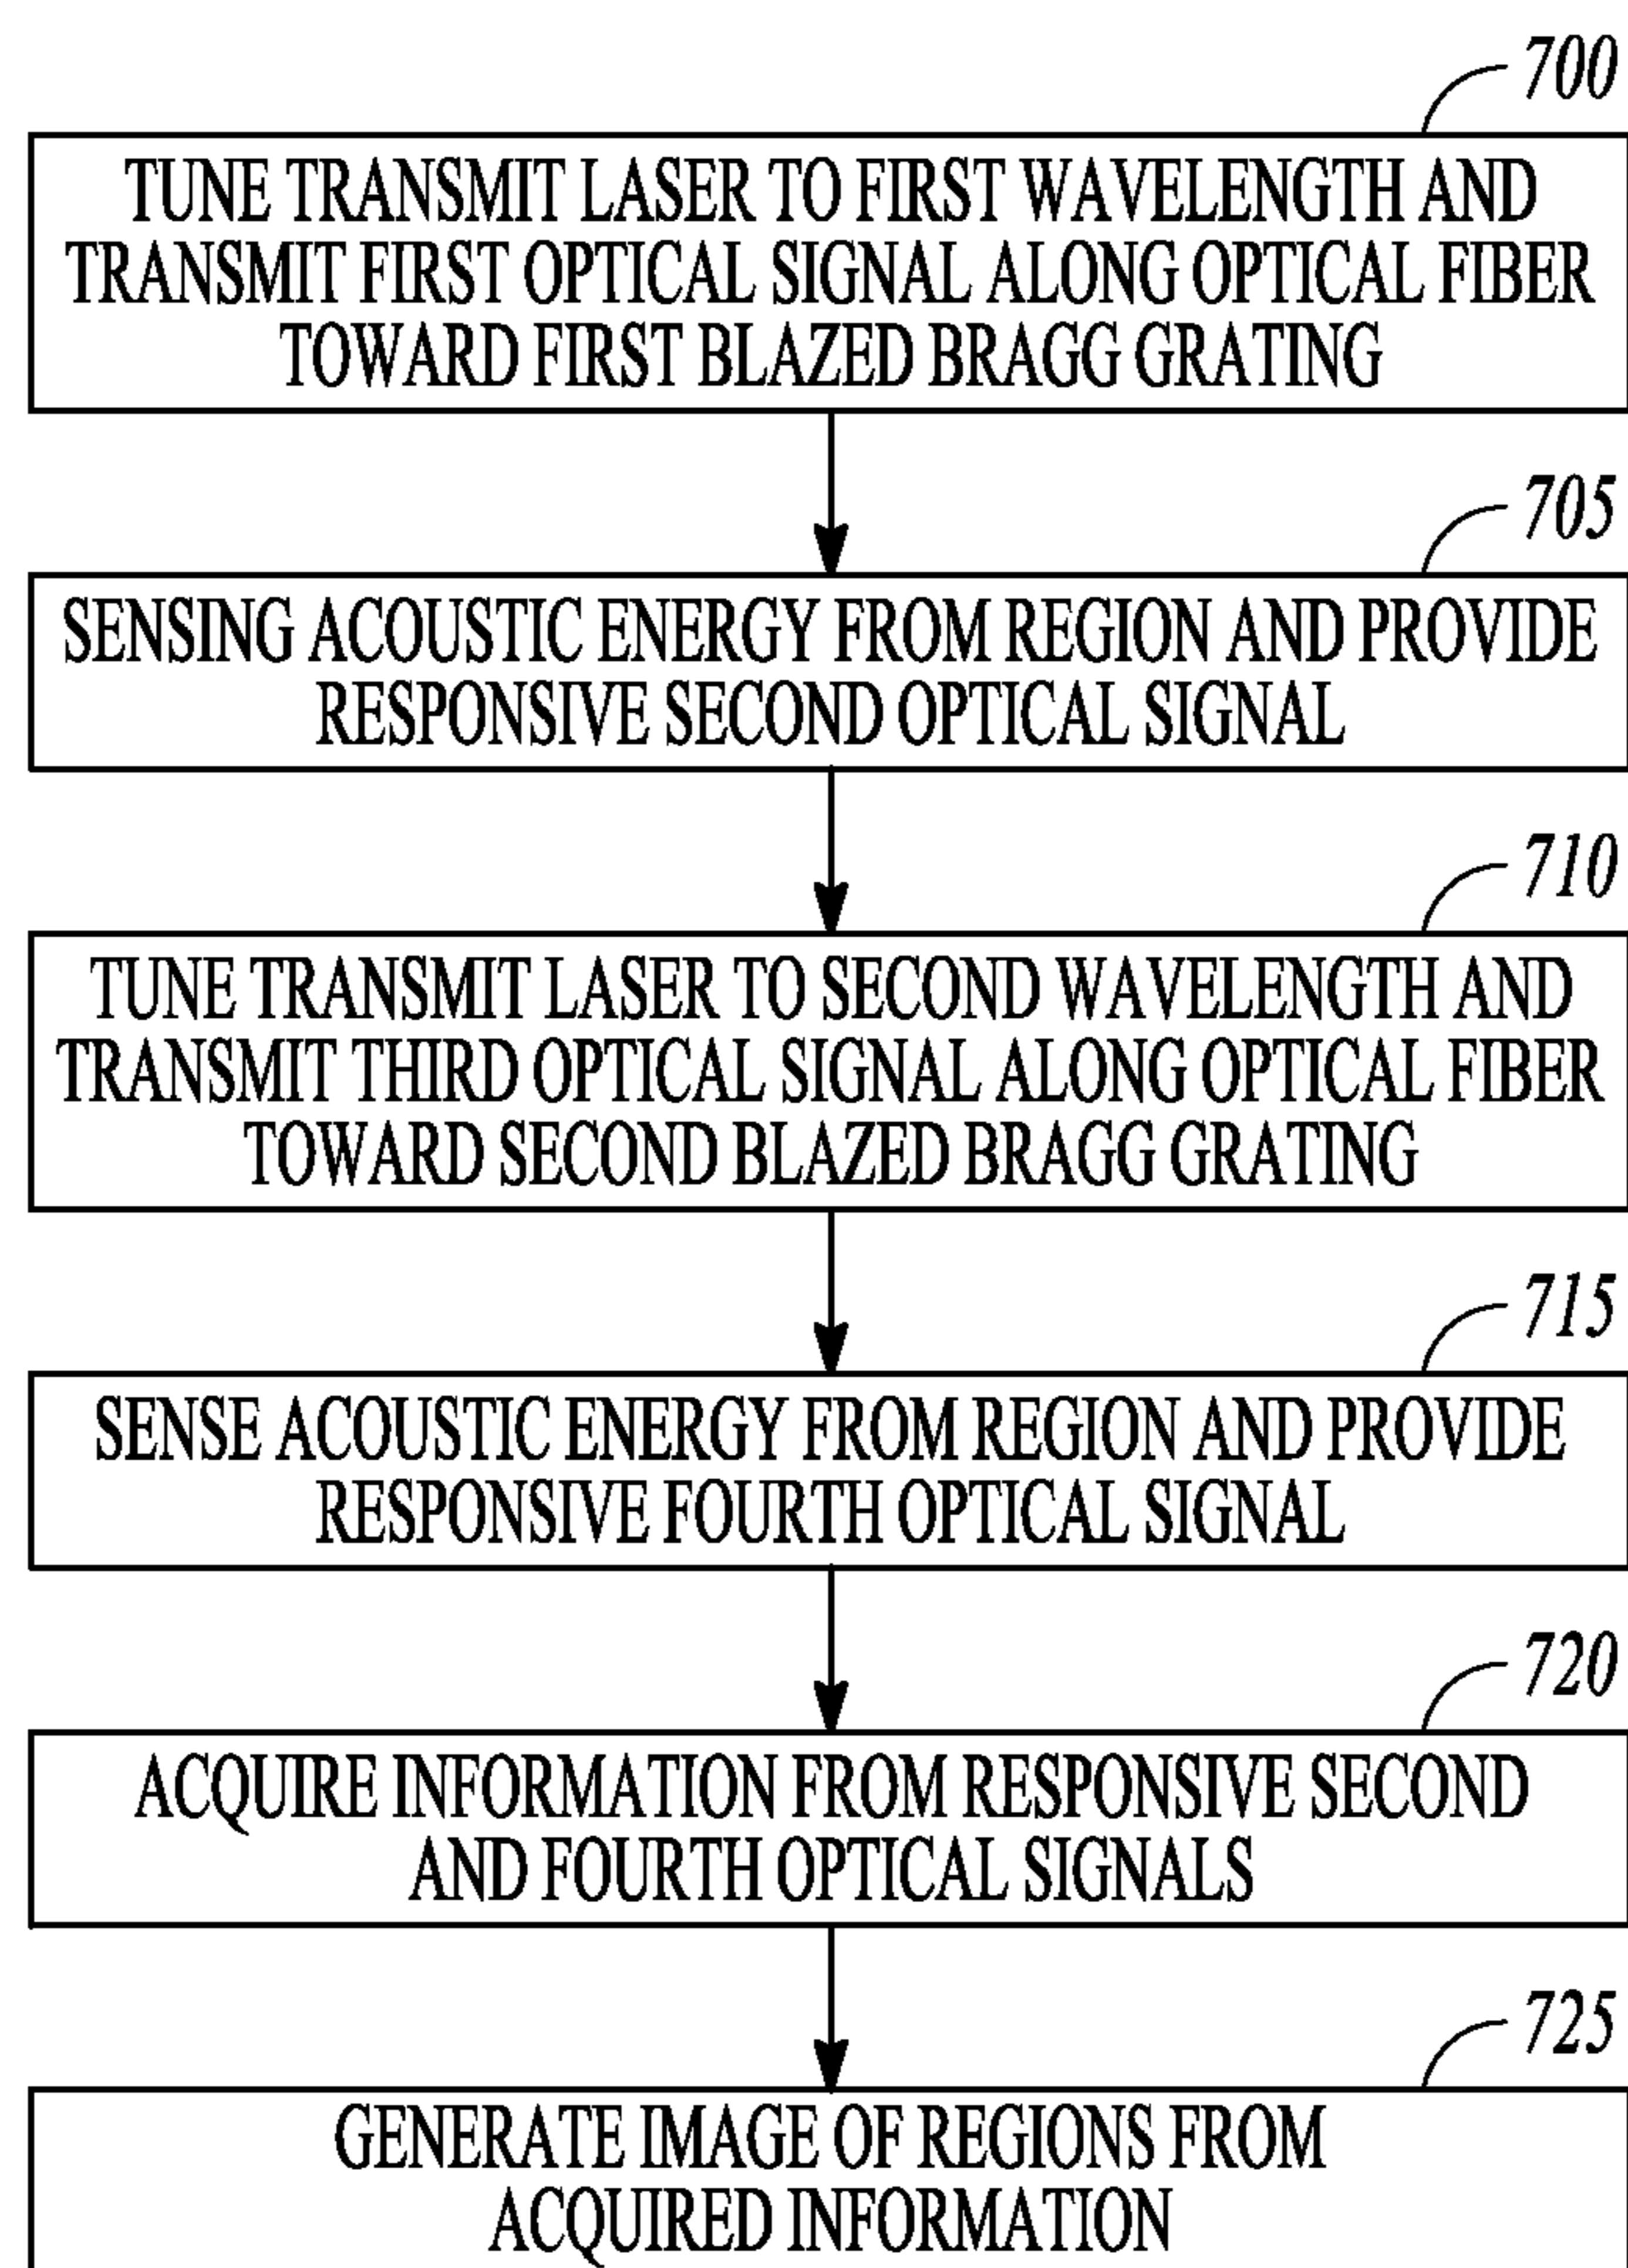 700
TUNE TRANSMIT LASER TO FIRST WAVELENGTH AND
TRANSMIT FIRST OPTICAL SIGNAL ALONG OPTICAL FIBER
TOWARD FIRST BLAZED BRAGG GRATING
705
SENSING ACOUSTIC ENERGY FROM REGION AND PROVIDE
RESPONSIVE SECOND OPTICAL SIGNAL
710
TUNE TRANSMIT LASER TO SECOND WAVELENGTH AND
TRANSMIT THIRD OPTICAL SIGNAL ALONG OPTICAL FIBER
TOWARD SECOND BLAZED BRAGG GRATING
715
SENSE ACOUSTIC ENERGY FROM REGION AND PROVIDE
RESPONSIVE FOURTH OPTICAL SIGNAL
720
ACQUIRE INFORMATION FROM RESPONSIVE SECOND
AND FOURTH OPTICAL SIGNALS
725
GENERATE IMAGE OF REGIONS FROM
ACQUIRED INFORMATION